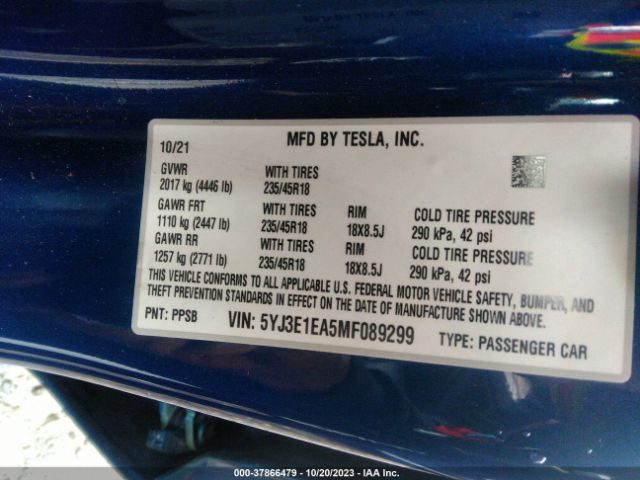 10/21 MFD BY TESLA, INC.
GVWR WITH TIRES
2017 kg (4446 lb) 235/45R18
GAWR FRT WITH TIRES RIM COLD TIRE PRESSURE
1110 kg (2447 lb) 235/45R18 18X8.5J 290 kPa, 42 psi
GAWR RR WITH TIRES RIM COLD TIRE PRESSURE
1257 kg (2771 lb) 235/45R18 18X8.5J 290 kPa, 42 psi
THIS VEHICLE CONFORMS TO ALL APPLICABLE U.S. FEDERAL MOTOR VEHICLE SAFETY, BUMPER, AND
THEFT PREVENTION STANDARDS IN EFFECT ON THE DATE OF MANUFACTURE SHOWN ABOVE.
PNT: PPSB VIN: 5YJ3E1EA5MF089299 TYPE: PASSENGER CAR
000-37866479 - 10/20/2023 - IAA Inc.